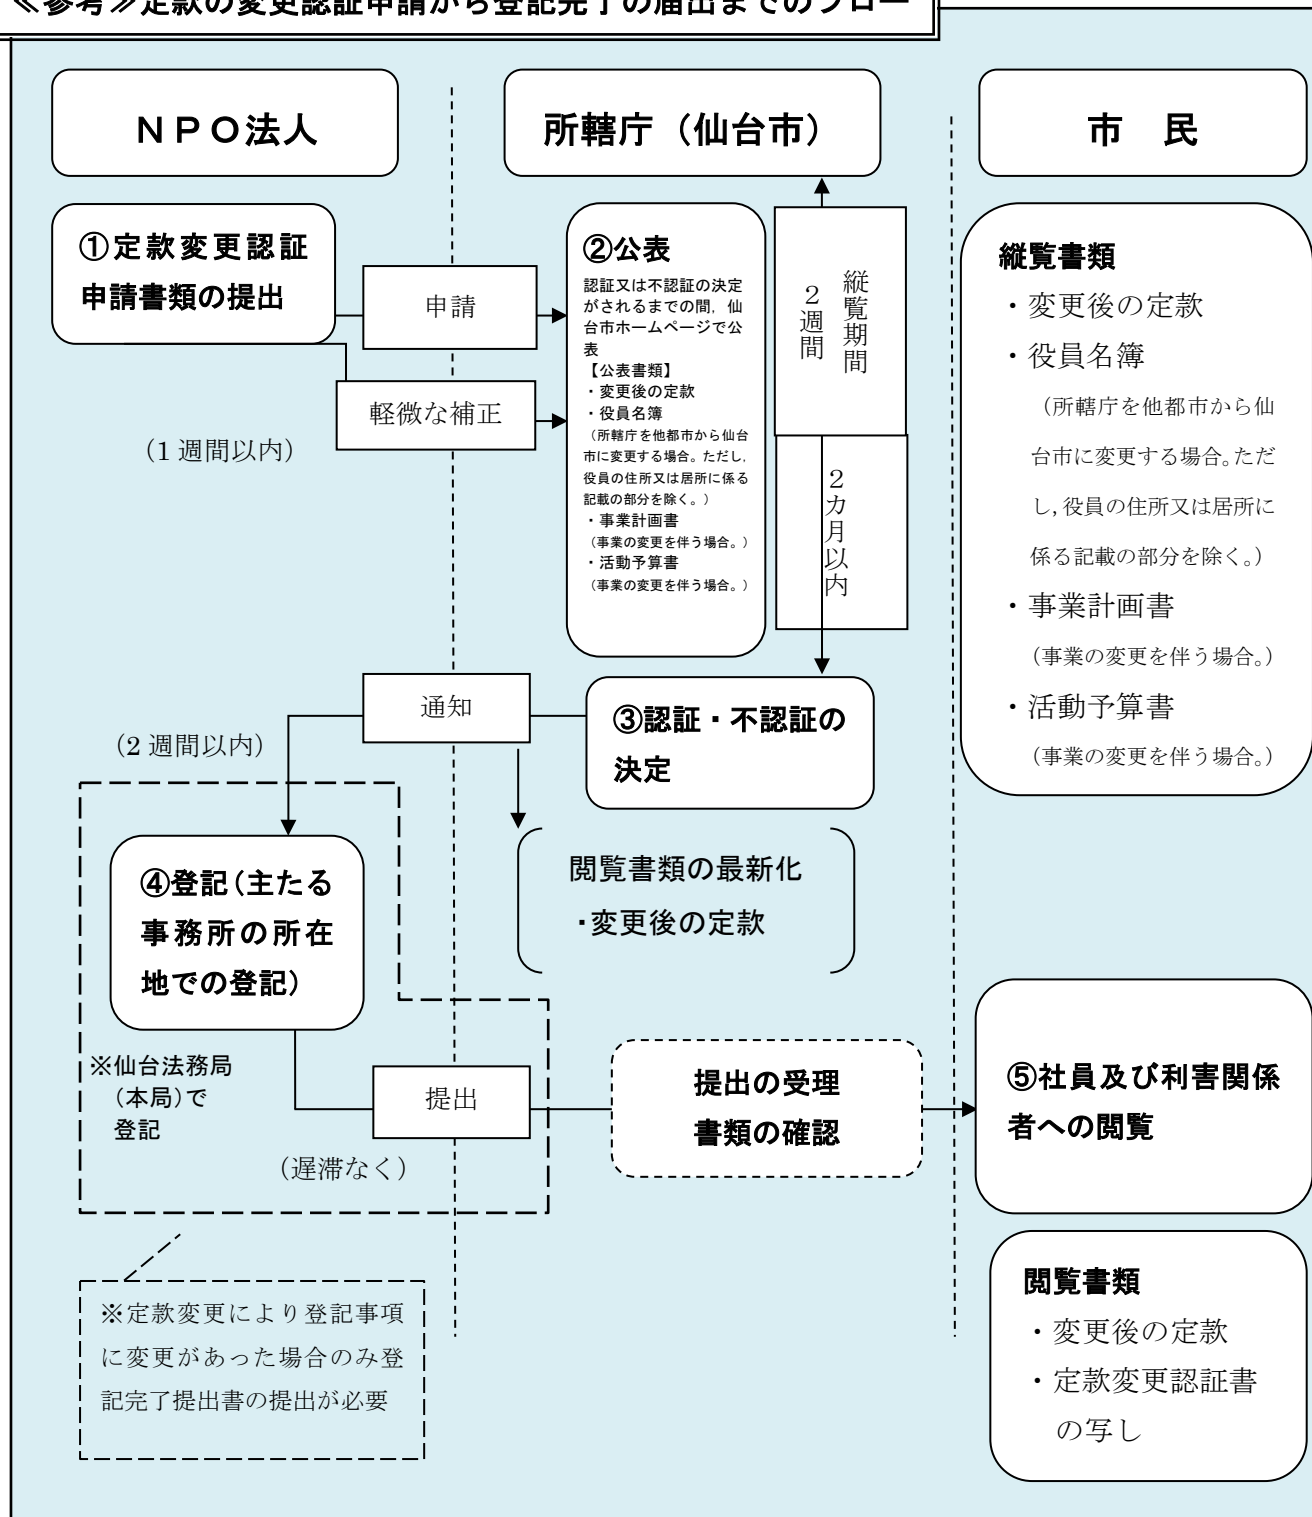 ≪参考≫定款の変更認証申請から登記完了の届出までのフロー
ＮＰＯ法人
所轄庁（仙台市）
市　民
①定款変更認証
申請書類の提出
申請
軽微な補正
（1 週間以内）
②公表
認証又は不認証の決定
がされるまでの間，仙
台市ホームページで公
表
【公表書類】
・変更後の定款
・役員名簿
（所轄庁を他都市から仙台
市に変更する場合。ただし，
役員の住所又は居所に係る
記載の部分を除く。）
・事業計画書
（事業の変更を伴う場合。）
・活動予算書
（事業の変更を伴う場合。）
縦覧期間
２週間
２カ月以内
縦覧書類
・変更後の定款
・役員名簿
（所轄庁を他都市から仙
台市に変更する場合。ただ
し，役員の住所又は居所に
係る記載の部分を除く。）
・事業計画書
（事業の変更を伴う場合。）
・活動予算書
（事業の変更を伴う場合。）
通知
③認証・不認証の
決定
（2 週間以内）
閲覧書類の最新化
・変更後の定款
④登記（主たる
事務所の所在
地での登記）
※仙台法務局
（本局）で
登記
提出
（遅滞なく）
提出の受理
書類の確認
⑤社員及び利害関係
者への閲覧
閲覧書類
・変更後の定款
・定款変更認証書
の写し
※定款変更により登記事項
に変更があった場合のみ登
記完了提出書の提出が必要